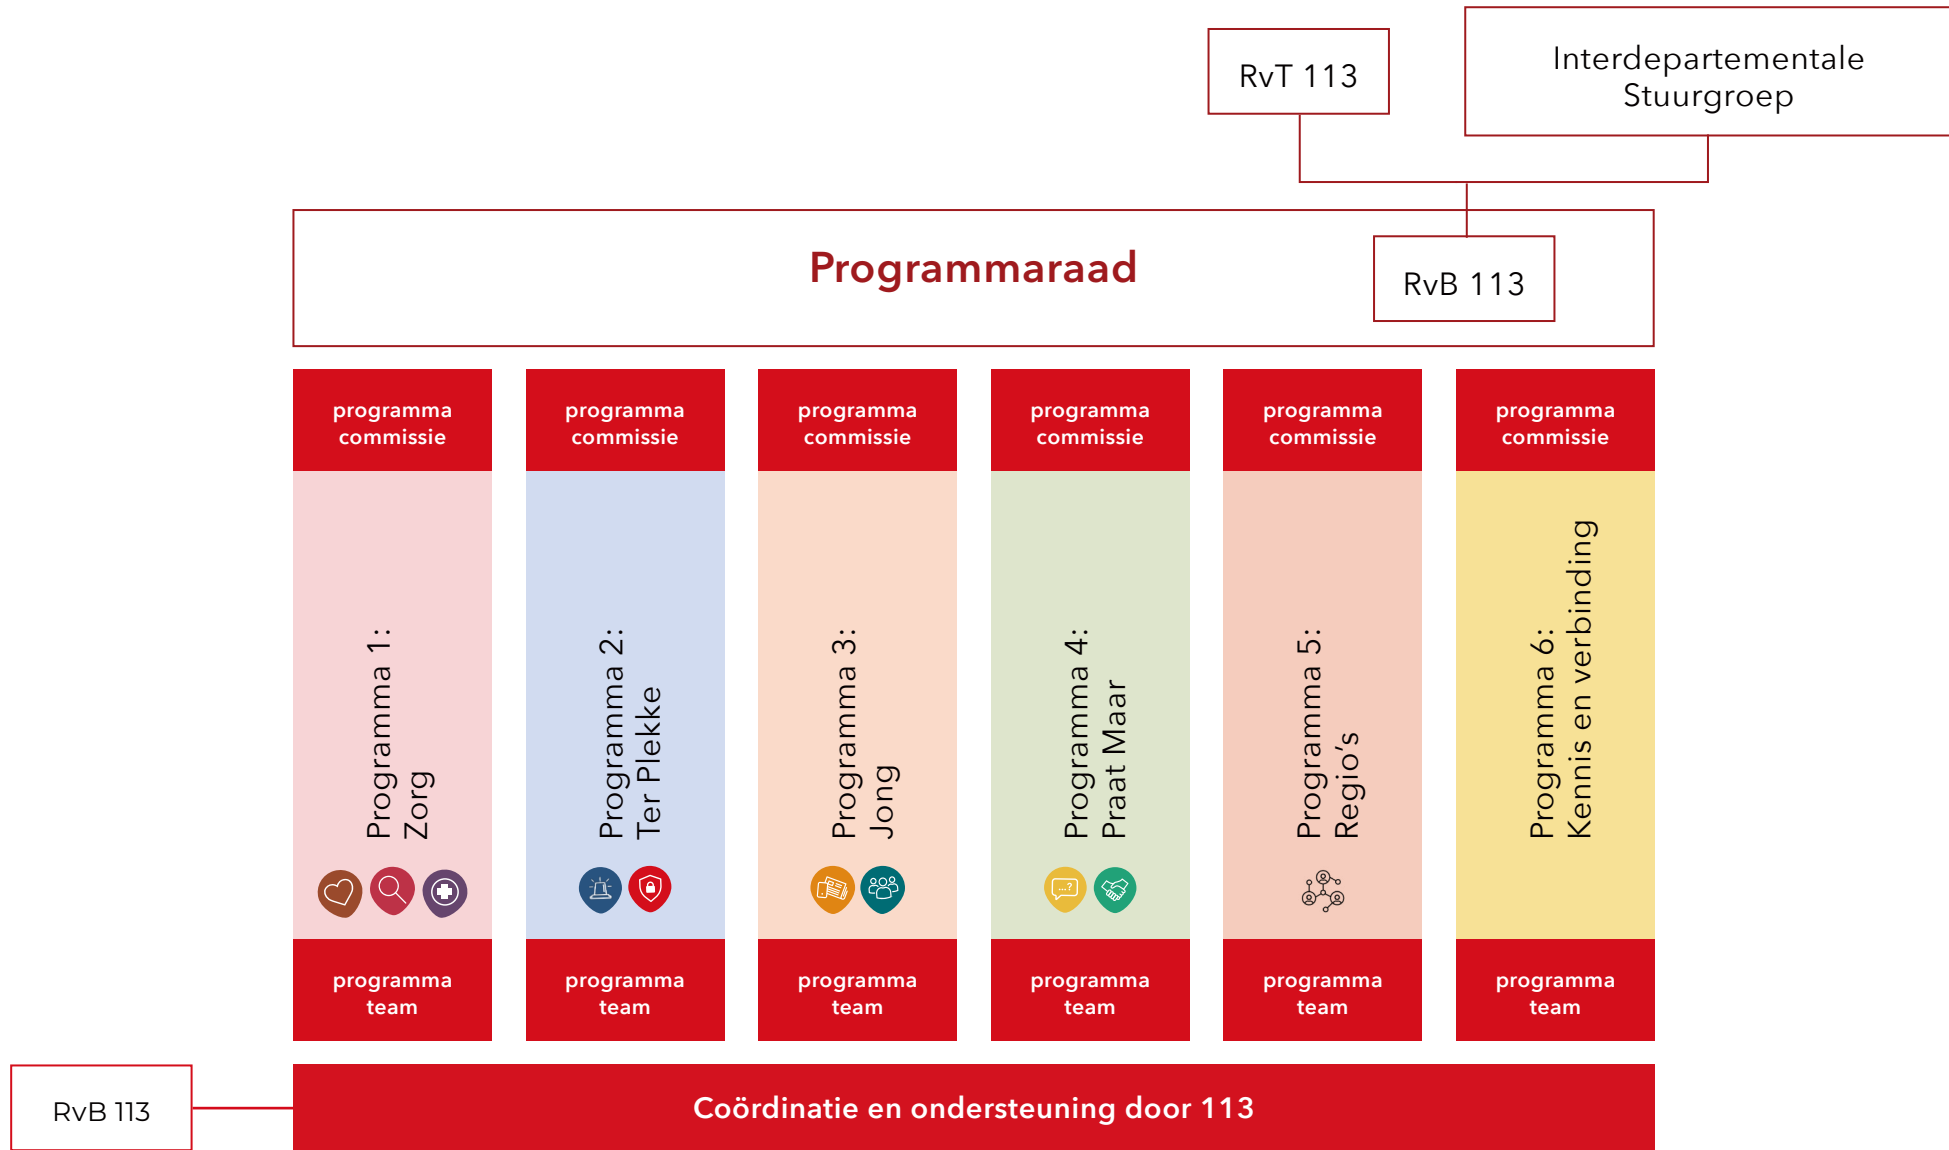 RvT 113
Interdepartementale
Stuurgroep
Programmaraad
RvB 113
programma
commissie
programma
commissie
programma
commissie
programma
commissie
programma
commissie
programma
commissie
Programma 1:
Zorg
Programma 2:
Ter Plekke
Programma 3:
Jong
Programma 4:
Praat Maar
Programma 5:
Regio’s
Programma 6:
Kennis en verbinding
...?
programma
team
programma
team
programma
team
programma
team
programma
team
programma
team
RvB 113
Coördinatie en ondersteuning door 113